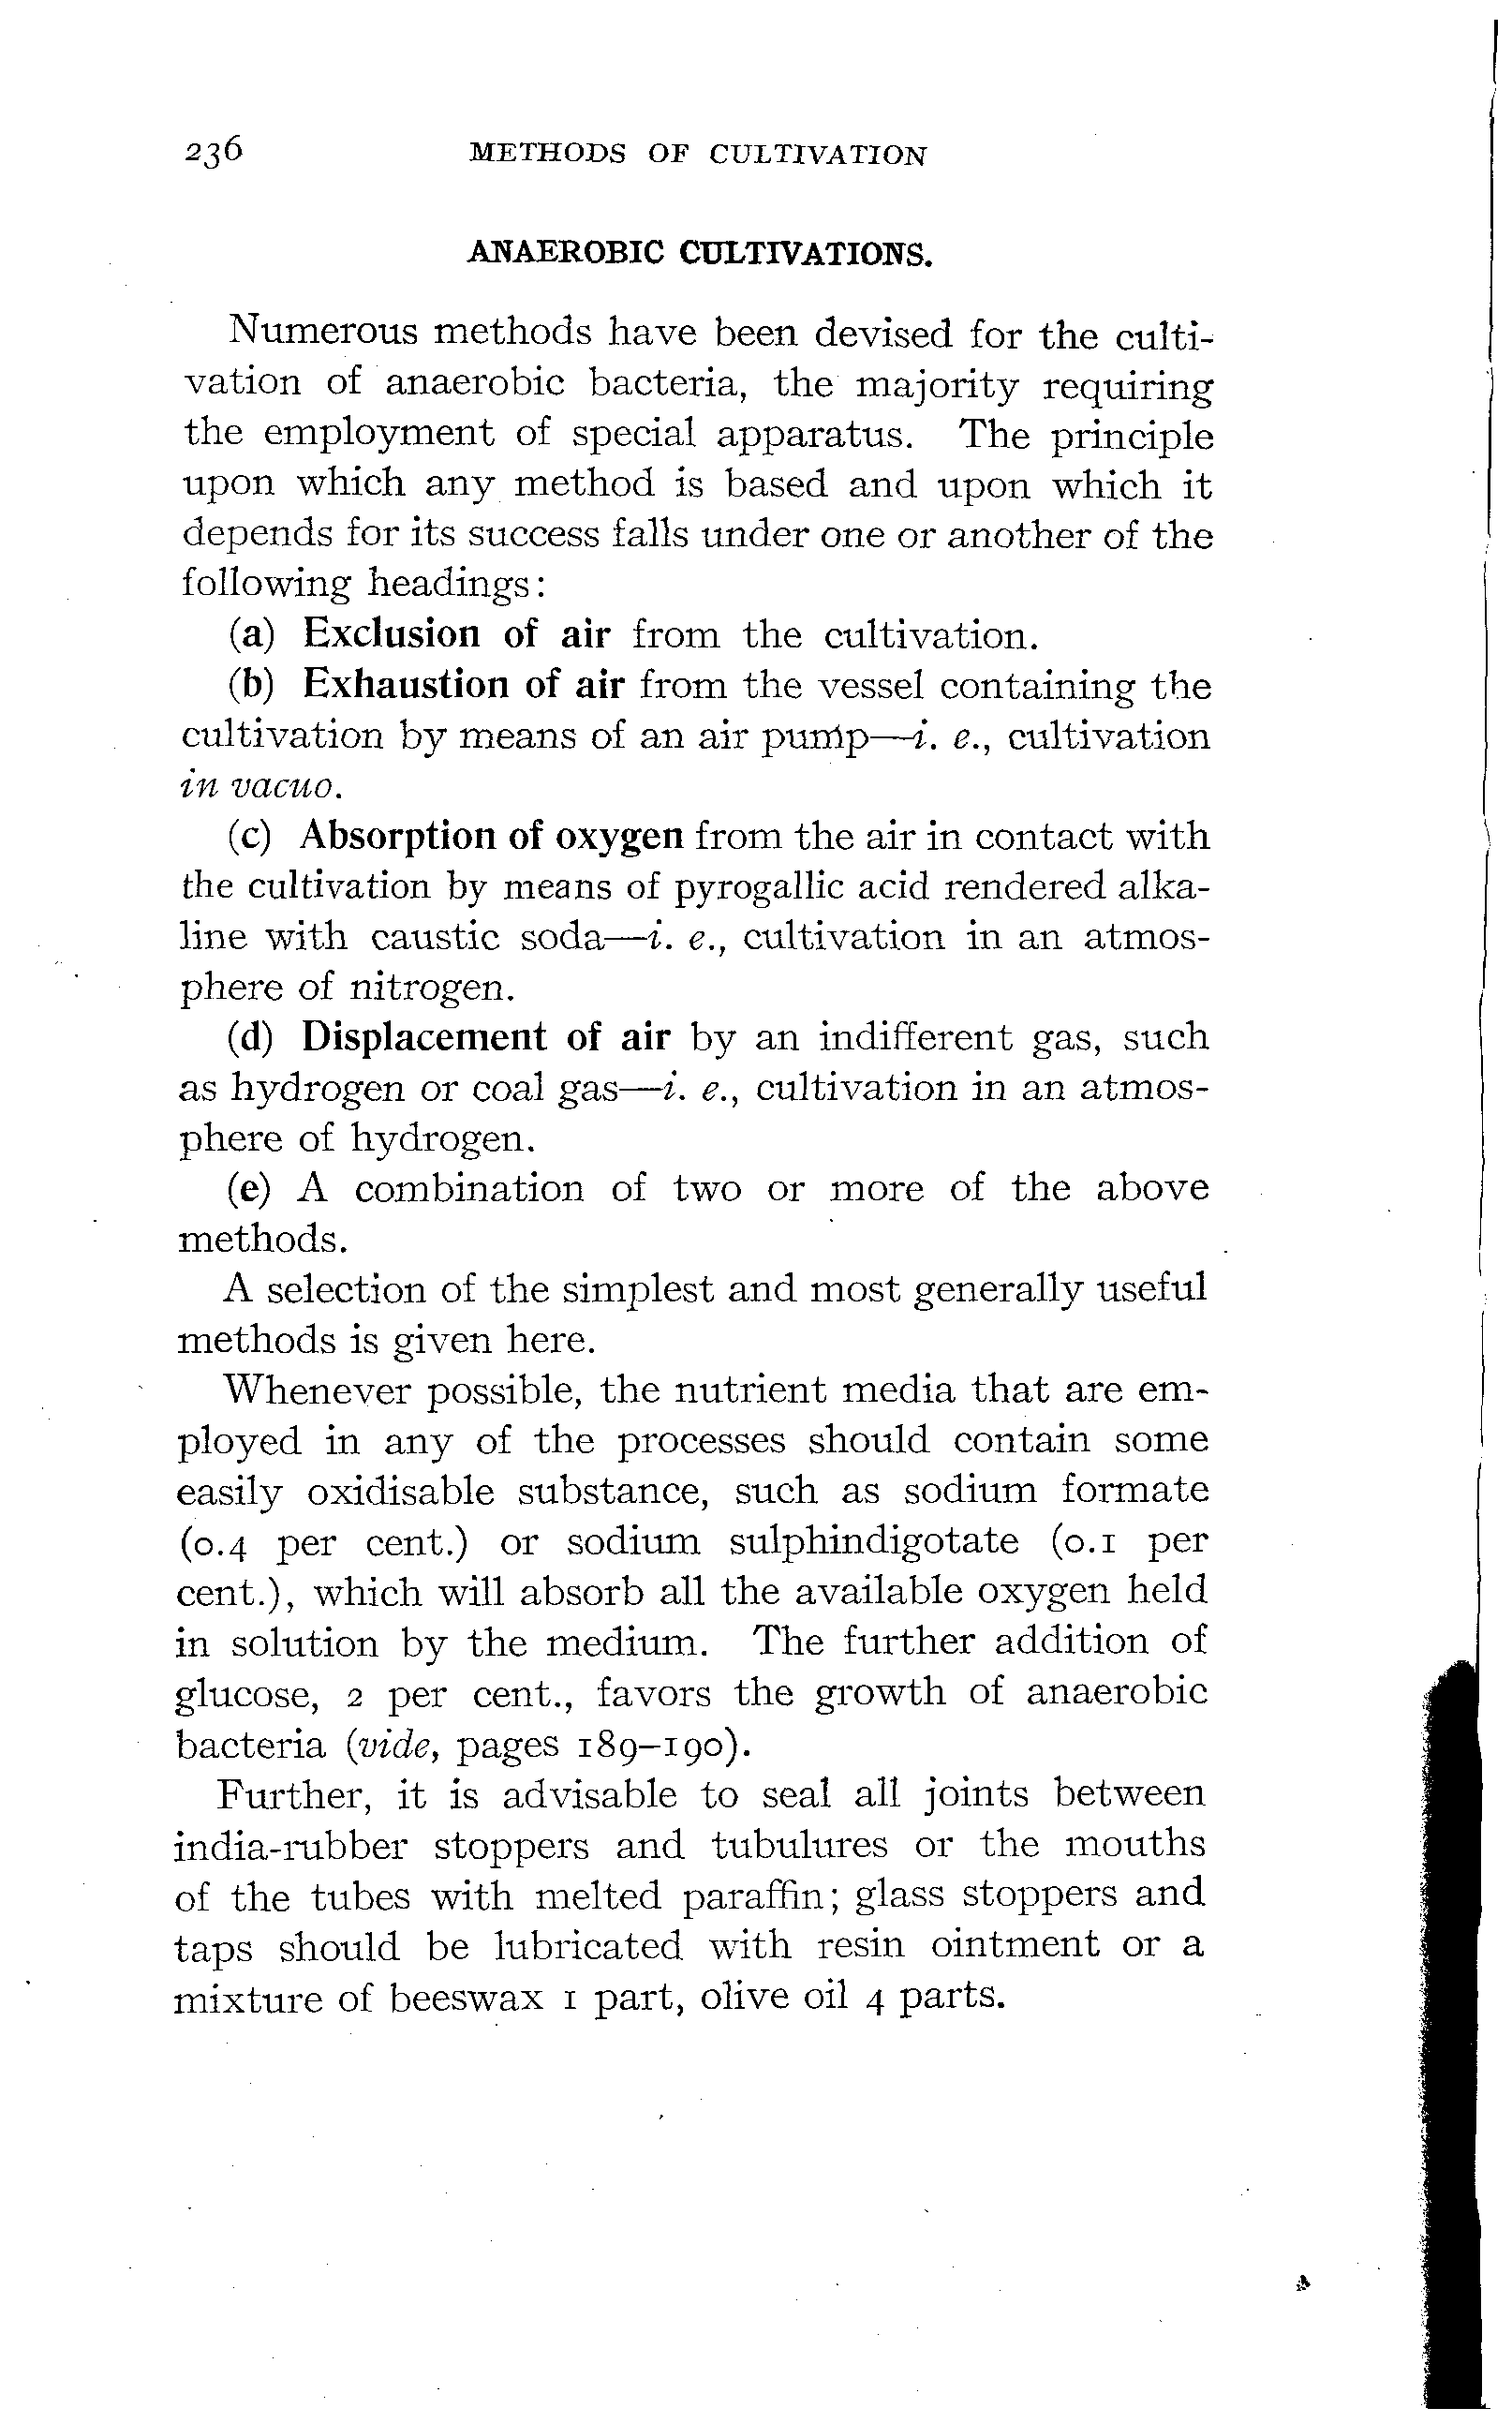 236 METHODS OF CULTIVATION
ANAEROBIC CULTIVATIONS.
Numerous methods have been devised for the culti-
vation of anaerobic bacteria, the majority requiring
the employment of special apparatus. The principle
upon which any method is based and upon which it
depends for its success falls under one or another of the
following headings:
(a) Exclusion of air from the cultivation.
(b) Exhaustion of air from the vessel containing the
cultivation by means of an air pump—i. e., cultivation
in vacuo.
(c) Absorption of oxygen from the air in contact with
the cultivation by means of pyrogallic acid rendered alka-
line with caustic soda—i. e., cultivation in an atmos-
phere of nitrogen.
(d) Displacement of air by an indifferent gas, such
as hydrogen or coal gas—i. e., cultivation in an atmos-
phere of hydrogen.
(e) A combination of two or more of the above
methods.
A selection of the simplest and most generally useful
methods is given here.
Whenever possible, the nutrient media that are em-
ployed in any of the processes should contain some
easily oxidisable substance, such as sodium formate
(0.4 per cent.) or sodium sulphindigotate (0.1 per
cent.), which will absorb all the available oxygen held
in solution by the medium. The further addition of
glucose, 2 per cent., favors the growth of anaerobic
bacteria (vide, pages 189–190).
Further, it is advisable to seal all joints between
india-rubber stoppers and tubulures or the mouths
of the tubes with melted paraffin; glass stoppers and
taps should be lubricated with resin ointment or a
mixture of beeswax 1 part, olive oil 4 parts.